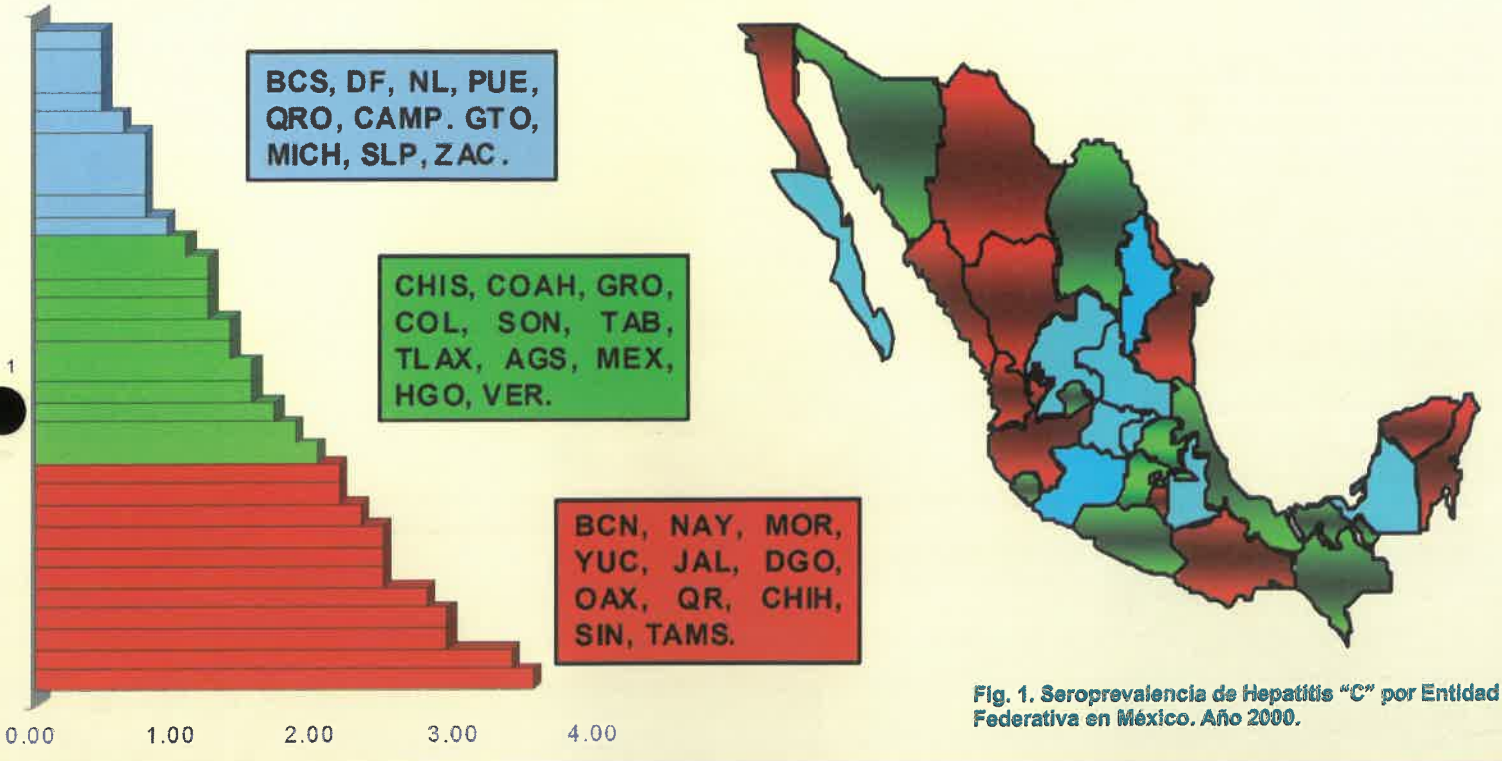 BCS, DF, NL, PUE,
QRO, CAMP. GTO,
MICH, SLP, ZAC.
CHIS, COAH, GRO,
COL, SON, TAB,
TLAX, AGS, MEX,
HGO, VER.
1
BCN, NAY, MOR,
YUC, JAL, DGO,
OAX, QR, CHIH,
SIN, TAMS.
0.00 1.00 2.00 3.00 4.00
Fig. 1. Seroprevalencia de Hepatitis "C" por Entidad
Federativa en México. Año 2000.